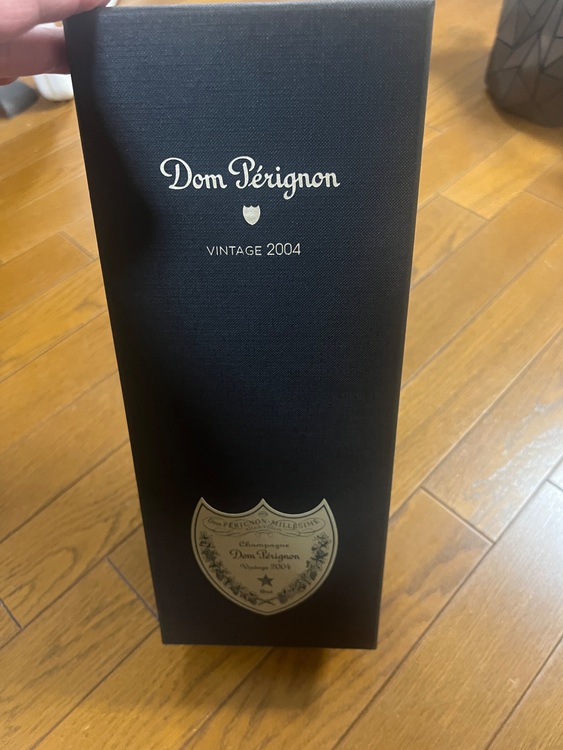 Dom Pérignon
VINTAGE 2004
Dom PÉRIGNON-MILLÉSIME
Champagne
Dom Pérignon
Vintage 2004
Brut